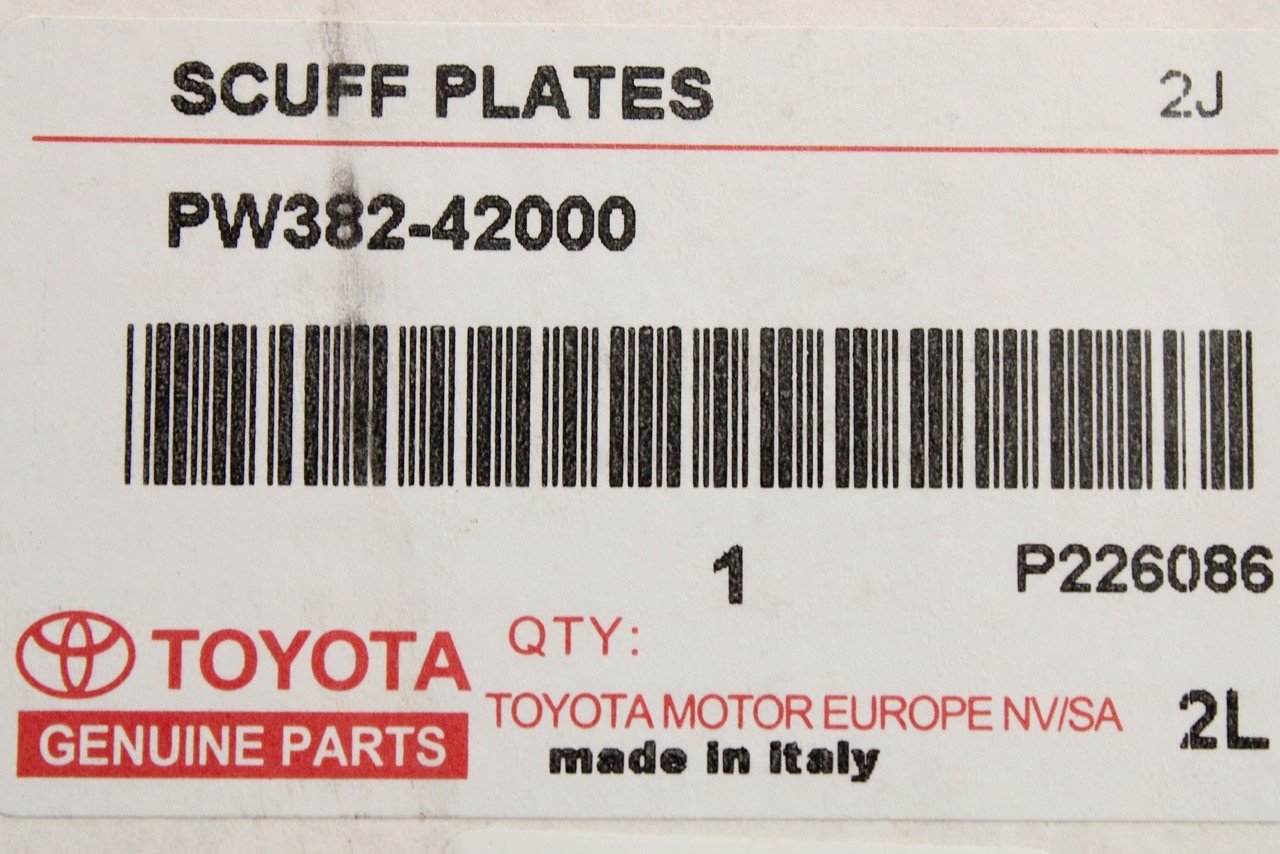 SCUFF PLATES 2J
PW382-42000
1 P226086
TOYOTA QTY:
TOYOTA MOTOR EUROPE NV/SA 2L
GENUINE PARTS made in italy